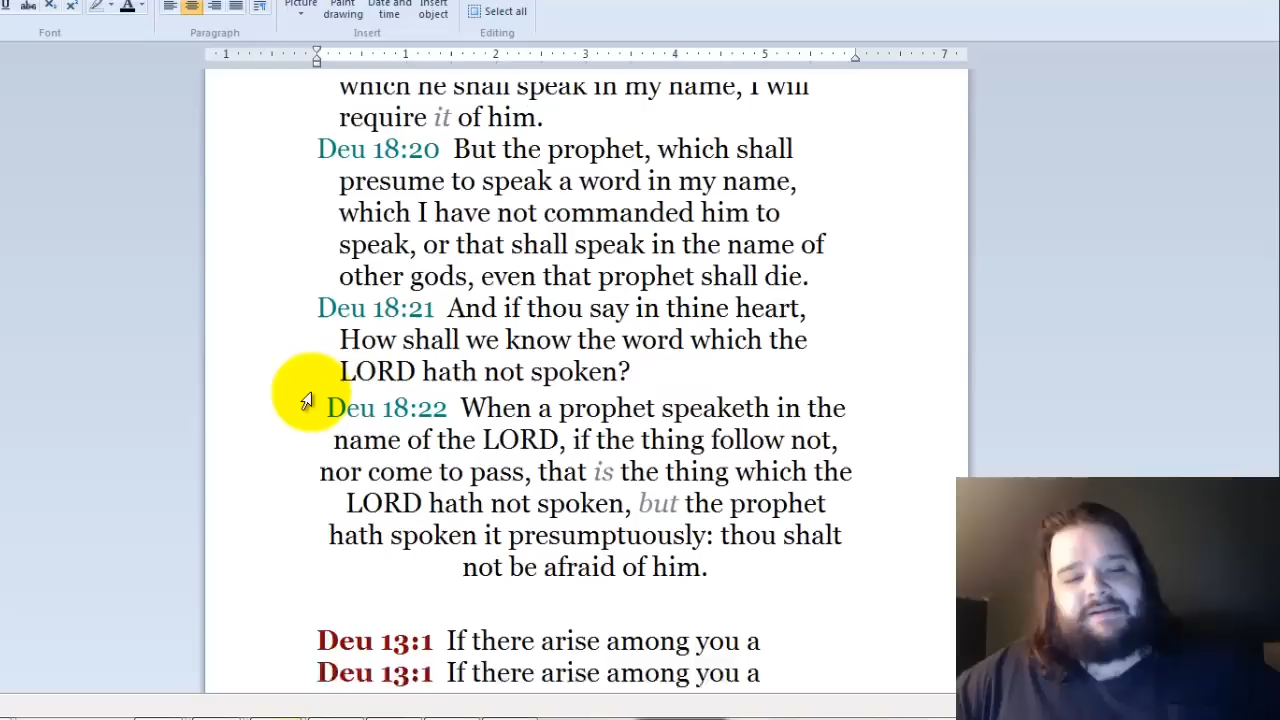 Picture
Paint
drawing
Date and
time
Insert
object
Select all
Font
Paragraph
Insert
Editing
1 1 2 3 4 5 7
which he shall speak in my name, I will
require it of him.
Deu 18:20 But the prophet, which shall
presume to speak a word in my name,
which I have not commanded him to
speak, or that shall speak in the name of
other gods, even that prophet shall die.
Deu 18:21 And if thou say in thine heart,
How shall we know the word which the
LORD hath not spoken?
Deu 18:22 When a prophet speaketh in the
name of the LORD, if the thing follow not,
nor come to pass, that is the thing which the
LORD hath not spoken, but the prophet
hath spoken it presumptuously: thou shalt
not be afraid of him.
Deu 13:1 If there arise among you a
Deu 13:1 If there arise among you a